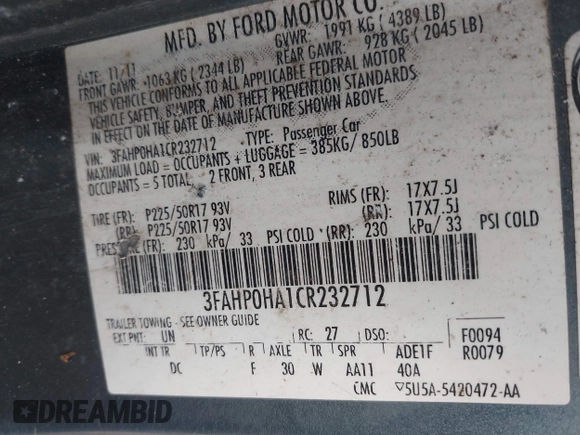 MFD. BY FORD MOTOR CO.
DATE: 11/11 GVWR: 1991 KG ( 4389 LB)
FRONT GAWR: 1063 KG ( 2344 LB) REAR GAWR: 928 KG ( 2045 LB)
THIS VEHICLE CONFORMS TO ALL APPLICABLE FEDERAL MOTOR
VEHICLE SAFETY, BUMPER, AND THEFT PREVENTION STANDARDS
IN EFFECT ON THE DATE OF MANUFACTURE SHOWN ABOVE
VIN: 3FAHP0HA1CR232712 TYPE: Passenger Car
MAXIMUM LOAD = OCCUPANTS + LUGGAGE = 385KG/ 850LB
OCCUPANTS = 5 TOTAL, 2 FRONT, 3 REAR
TIRE (FR): P225/50R17 93V RIMS (FR): 17X7.5J
(RR): P225/50R17 93V (RR): 17X7.5J
PRESSURE (FR): 230 kPa/ 33 PSI COLD (RR): 230 kPa/ 33 PSI COLD
3FAHP0HA1CR232712
TRAILER TOWING - SEE OWNER GUIDE
EXT PNT: UN RC: 27 DSO: F0094
INT TR TP/PS R AXLE TR SPR ADE1F R0079
DC F 30 W AA11 40A
CMC 5U5A-5420472-AA
DREAMBID